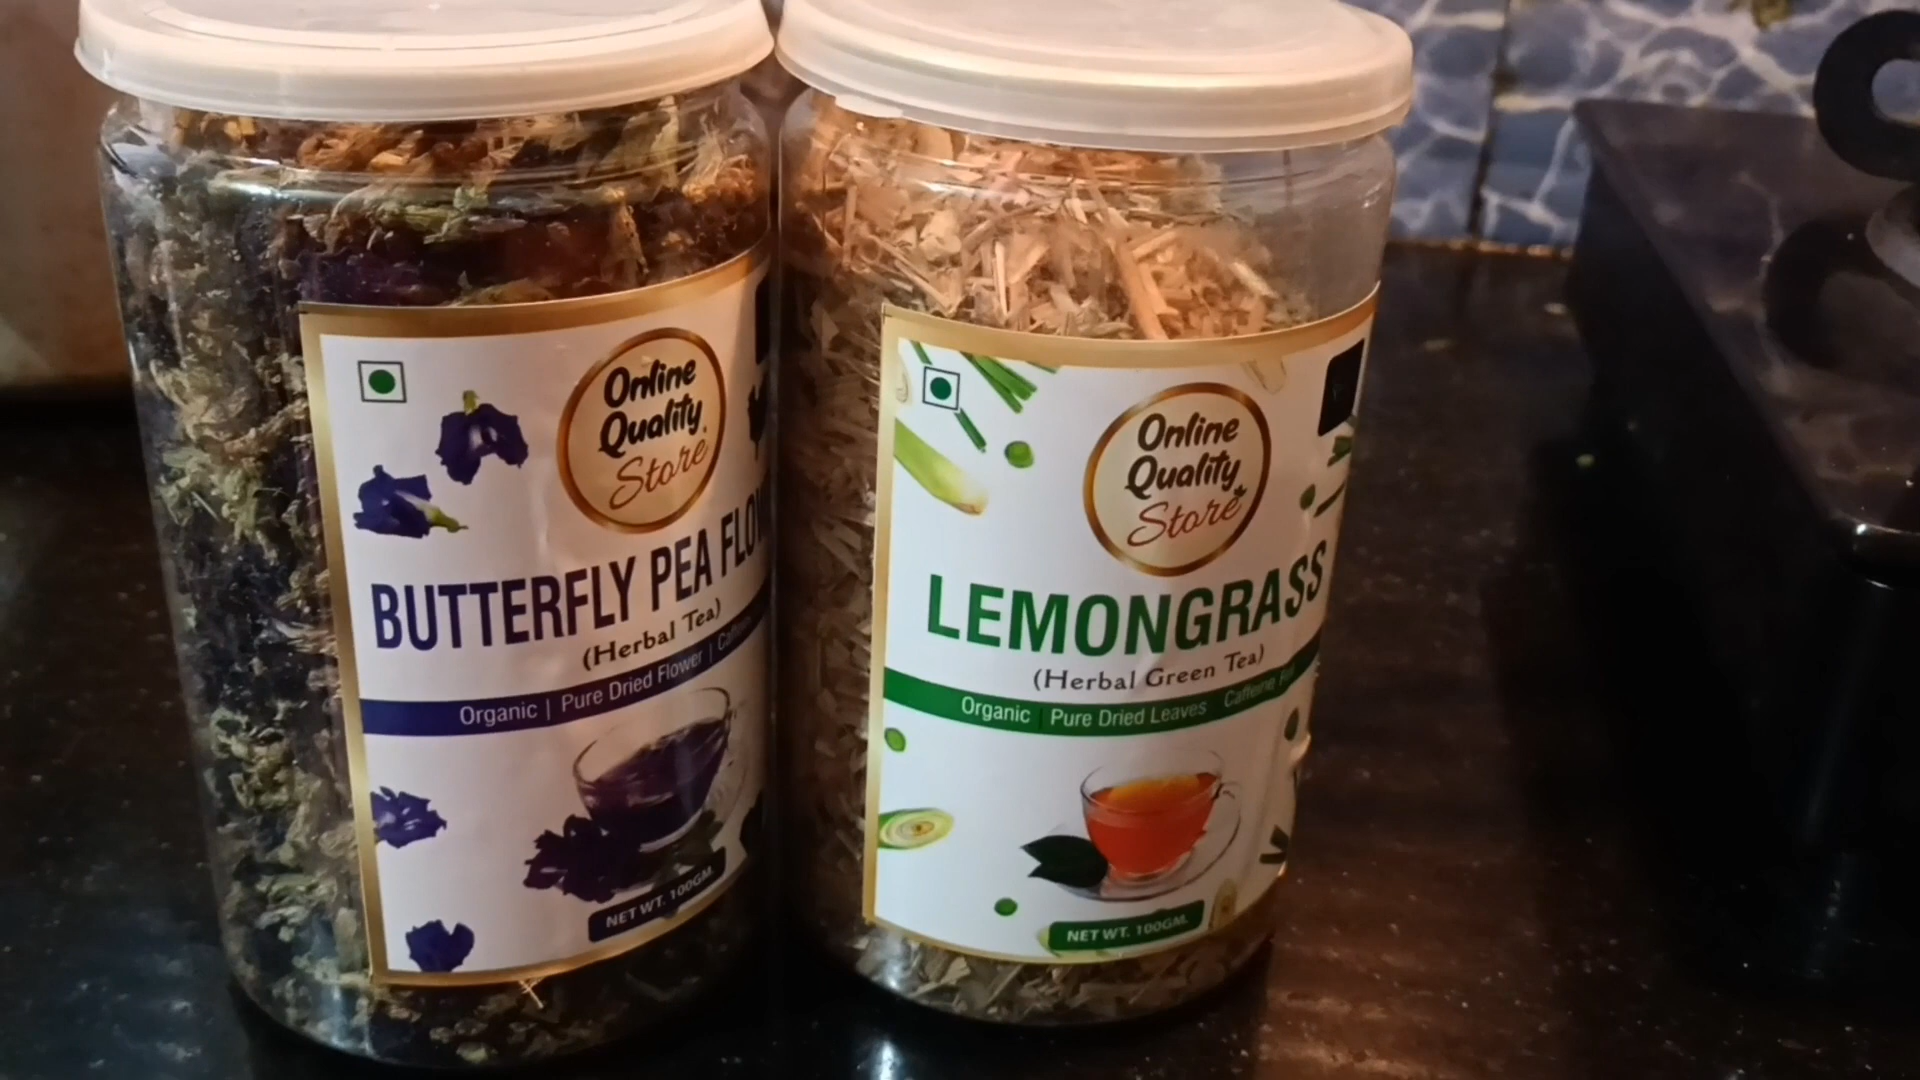 Online
Quality
Store
BUTTERFLY PEA
(Herbal Tea)
Organic | Pure Dried Flower |
NET WT. 100GM.
Online
Quality
Store
LEMONGRASS
(Herbal Green Tea)
Organic Pure Dried Leaves Caffeine
NET WT. 100GM.